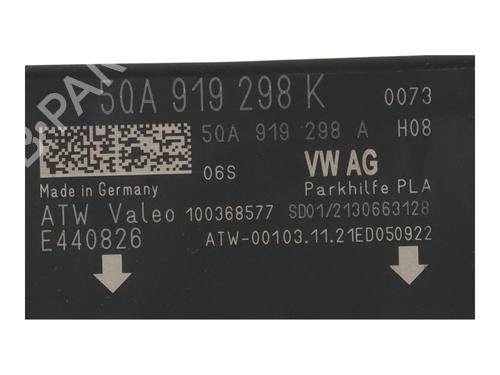 5QA 919 298 K 0073
5QA 919 298 A H08
06S VW AG
Made in Germany Parkhilfe PLA
ATW Valeo 100368577 SD01/2130663128
E440826 ATW-00103.11.21ED050922